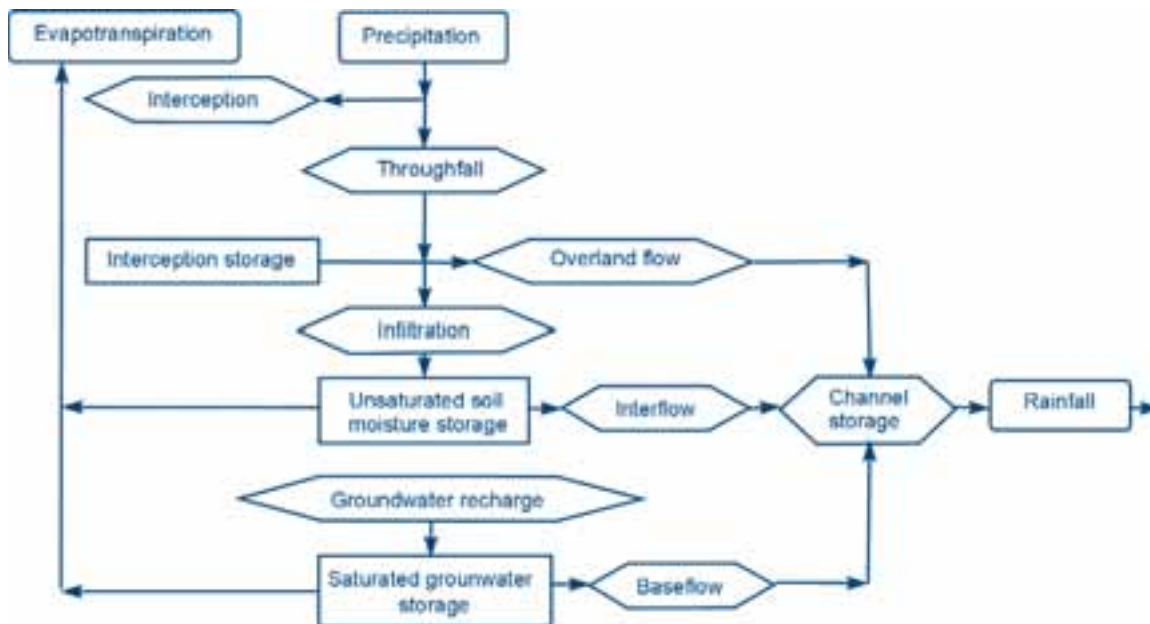 Evapotranspiration
Precipitation
Interception
Throughfall
Interception storage
Overland flow
Infiltration
Unsaturated soil
moisture storage
Interflow
Channel
storage
Rainfall
Groundwater recharge
Saturated grounwater
storage
Baseflow